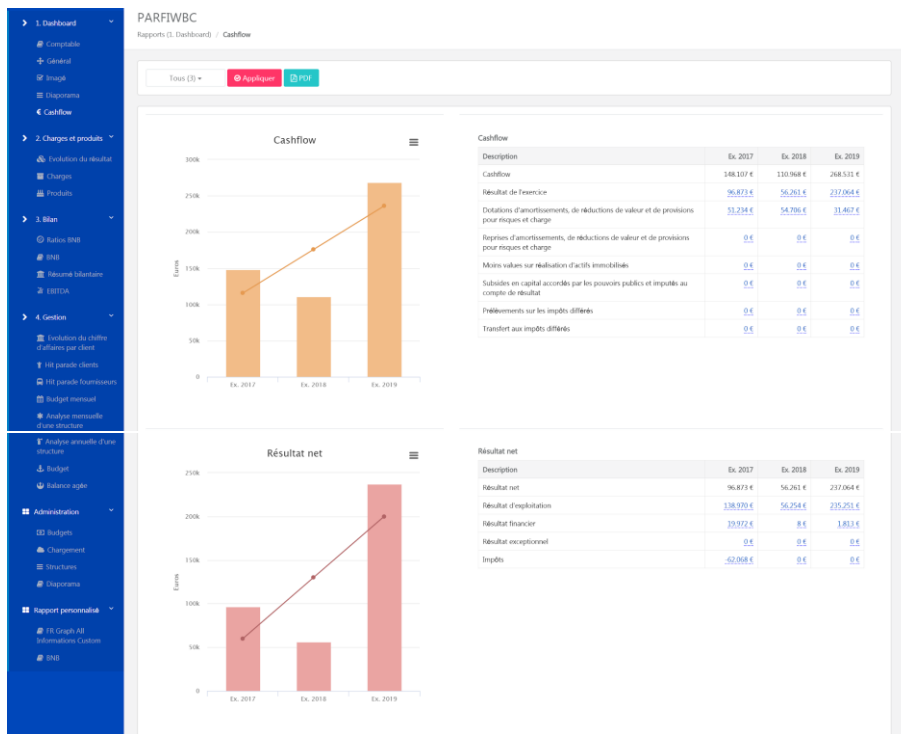 1. Dashboard
Comptable
Général
Image
Diaporama
€ Cashflow
2. Charges et produits
Evolution du résultat
Charges
Produits
3. Bilan
Ratios BNB
BNB
Résumé bilantaire
EBITDA
4. Gestion
Evolution du chiffre
d'affaires par client
Hit parade clients
Hit parade fournisseurs
Budget mensuel
Analyse mensuelle
d'une structure
Analyse annuelle d'une
structure
Budget
Balance agée
Administration
Budgets
Chargement
Structures
Diaporama
Rapport personnalisé
FR Graph All
Informations Custom
BNB
PARFIWBC
Rapports (1. Dashboard) / Cashflow
Tous (3) Appliquer PDF
Cashflow
300k
250k
200k
150k
100k
50k
0
Euros
Ex. 2017 Ex. 2018 Ex. 2019
Cashflow
Description Ex. 2017 Ex. 2018 Ex. 2019
Cashflow 148.107 € 110.968 € 268.531 €
Résultat de l'exercice 96.873 € 56.261 € 237.064 €
Dotations d'amortissements, de réductions de valeur et de provisions 51.234 € 54.706 € 31.467 €
pour risques et charge
Reprises d'amortissements, de réductions de valeur et de provisions 0 € 0 € 0 €
pour risques et charge
Moins values sur réalisation d'actifs immobilisés 0 € 0 € 0 €
Subsides en capital accordés par les pouvoirs publics et imputés au 0 € 0 € 0 €
compte de résultat
Prélèvements sur les impôts différés 0 € 0 € 0 €
Transfert aux impôts différés 0 € 0 € 0 €
Résultat net
250k
200k
150k
100k
50k
0
Euros
Ex. 2017 Ex. 2018 Ex. 2019
Résultat net
Description Ex. 2017 Ex. 2018 Ex. 2019
Résultat net 96.873 € 56.261 € 237.064 €
Résultat d'exploitation 138.970 € 56.254 € 235.251 €
Résultat financier 19.972 € 8 € 1.813 €
Résultat exceptionnel 0 € 0 € 0 €
Impôts -62.068 € 0 € 0 €